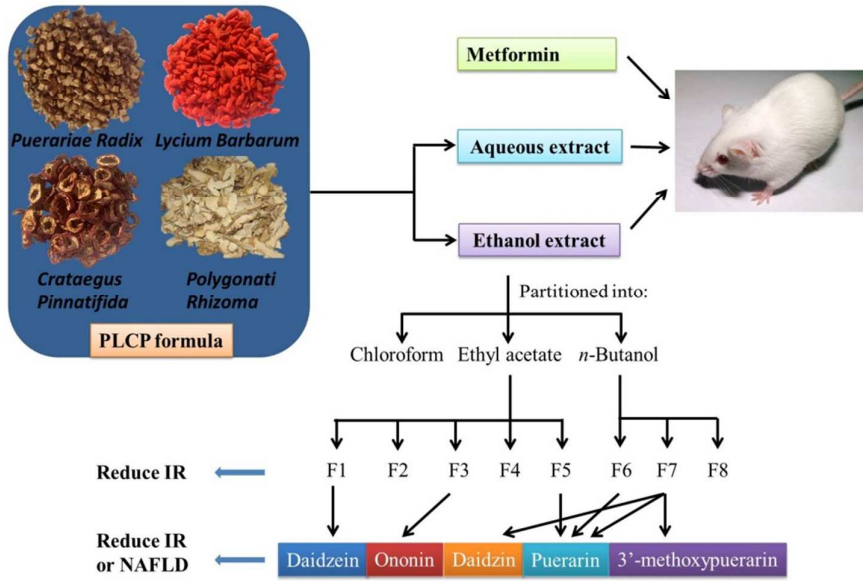 Puerariae Radix
Lycium Barbarum
Crataegus
Pinnatifida
Polygonati
Rhizoma
PLCP formula
Metformin
Aqueous extract
Ethanol extract
Partitioned into:
Chloroform
Ethyl acetate
n-Butanol
Reduce IR
F1
F2
F3
F4
F5
F6
F7
F8
Reduce IR
or NAFLD
Daidzein
Ononin
Daidzin
Puerarin
3’-methoxypuerarin